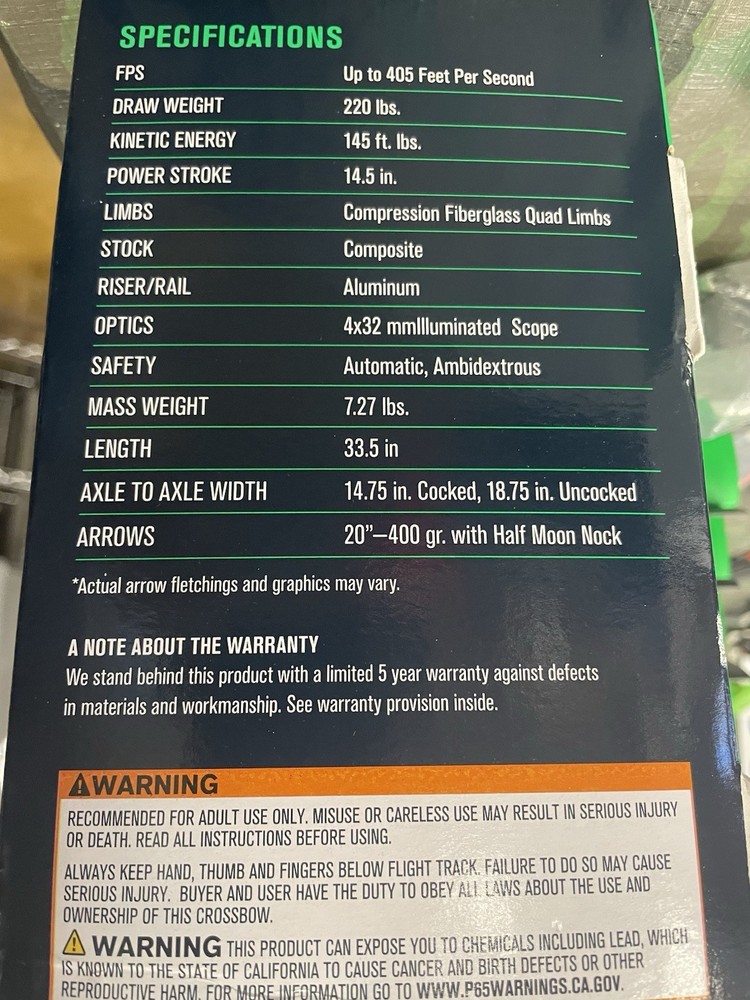 SPECIFICATIONS
FPS Up to 405 Feet Per Second
DRAW WEIGHT 220 lbs.
KINETIC ENERGY 145 ft. lbs.
POWER STROKE 14.5 in.
LIMBS Compression Fiberglass Quad Limbs
STOCK Composite
RISER/RAIL Aluminum
OPTICS 4x32 mmIlluminated Scope
SAFETY Automatic, Ambidextrous
MASS WEIGHT 7.27 lbs.
LENGTH 33.5 in
AXLE TO AXLE WIDTH 14.75 in. Cocked, 18.75 in. Uncocked
ARROWS 20”—400 gr. with Half Moon Nock
*Actual arrow fletchings and graphics may vary.
A NOTE ABOUT THE WARRANTY
We stand behind this product with a limited 5 year warranty against defects
in materials and workmanship. See warranty provision inside.
⚠WARNING
RECOMMENDED FOR ADULT USE ONLY. MISUSE OR CARELESS USE MAY RESULT IN SERIOUS INJURY
OR DEATH. READ ALL INSTRUCTIONS BEFORE USING.
ALWAYS KEEP HAND, THUMB AND FINGERS BELOW FLIGHT TRACK. FAILURE TO DO SO MAY CAUSE
SERIOUS INJURY. BUYER AND USER HAVE THE DUTY TO OBEY ALL LAWS ABOUT THE USE AND
OWNERSHIP OF THIS CROSSBOW.
⚠ WARNING THIS PRODUCT CAN EXPOSE YOU TO CHEMICALS INCLUDING LEAD, WHICH
IS KNOWN TO THE STATE OF CALIFORNIA TO CAUSE CANCER AND BIRTH DEFECTS OR OTHER
REPRODUCTIVE HARM. FOR MORE INFORMATION GO TO WWW.P65WARNINGS.CA.GOV.